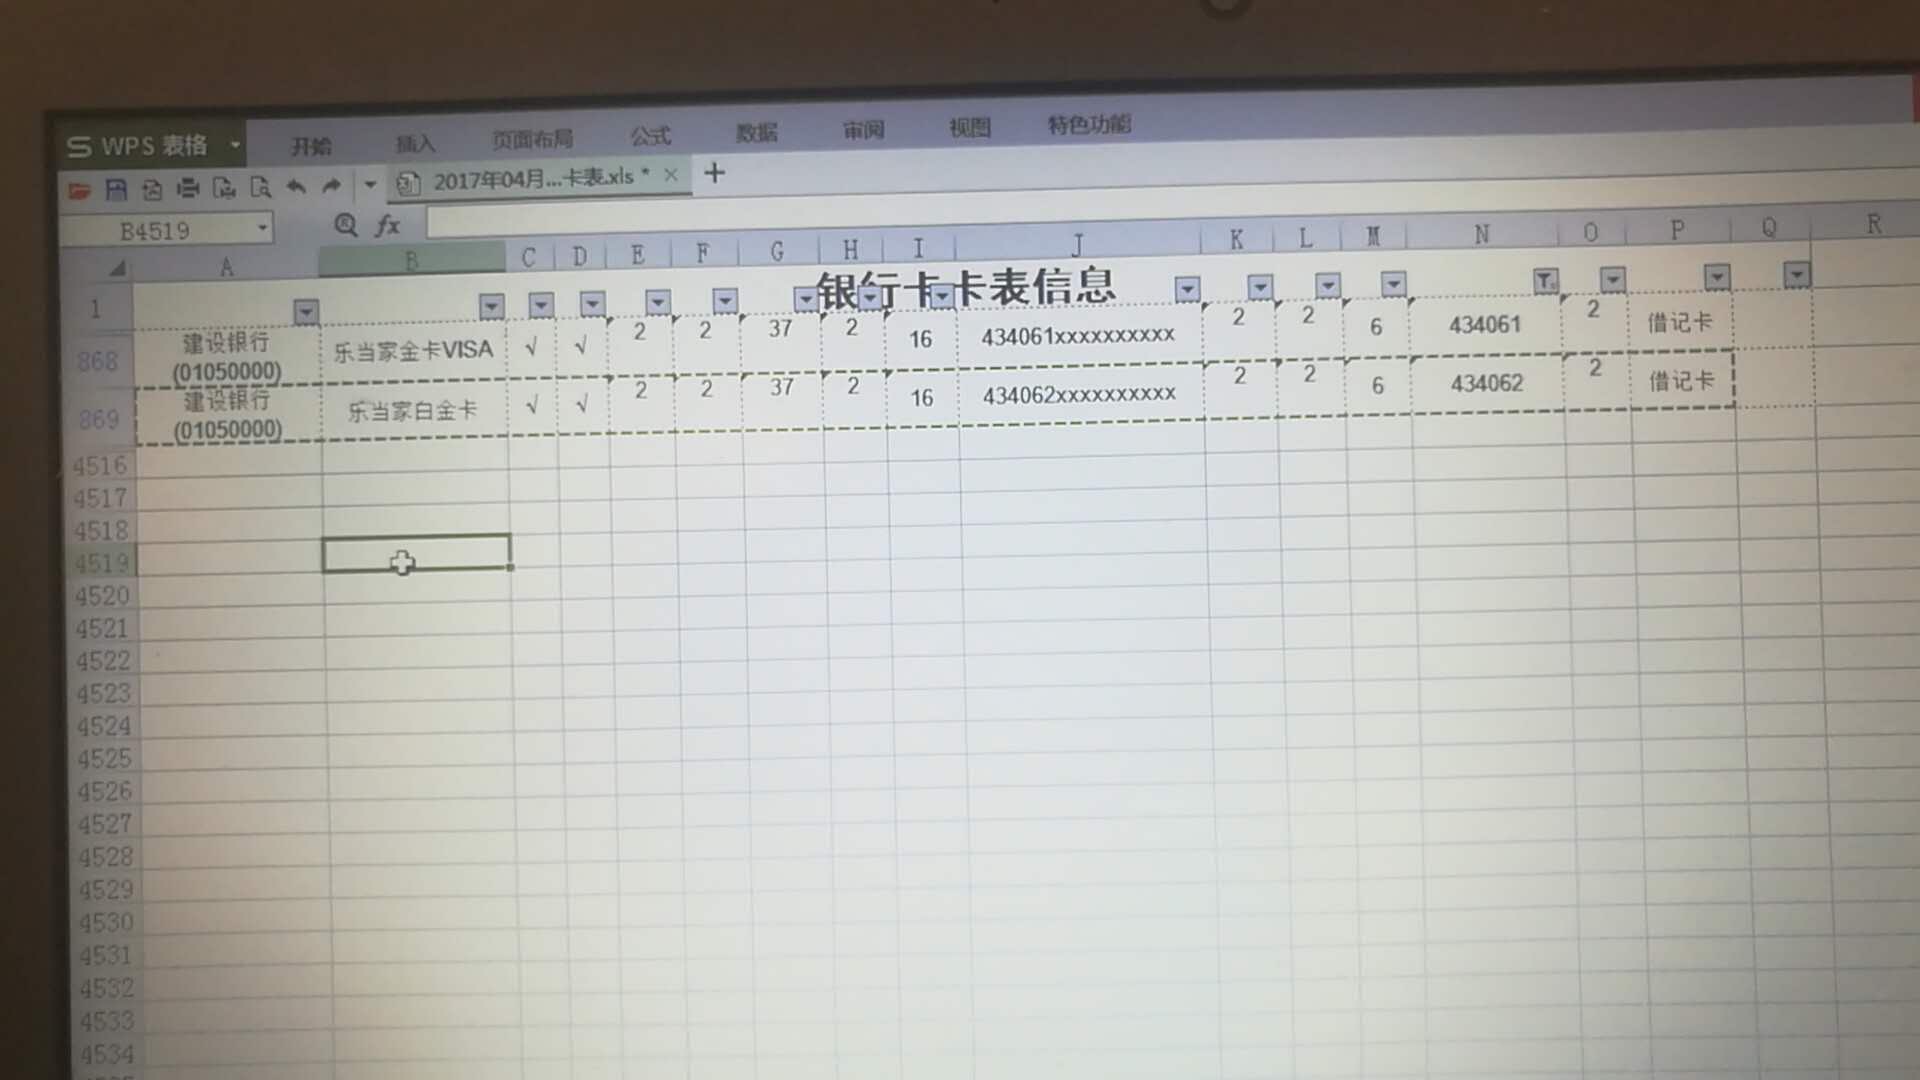 WPS 表格 开始 插入 页面布局 公式 数据 审阅 视图 特色功能
2017年04月...卡表.xls * × +
B4519 fx
A B C D E F G H I J K L M N O P Q R
1 银行卡卡表信息
868 建设银行 (01050000) 乐当家金卡VISA √ √ 2 2 37 2 16 434061xxxxxxxxxx 2 2 6 434061 2 借记卡
869 建设银行 (01050000) 乐当家白金卡 √ √ 2 2 37 2 16 434062xxxxxxxxxx 2 2 6 434062 2 借记卡
4516
4517
4518
4519
4520
4521
4522
4523
4524
4525
4526
4527
4528
4529
4530
4531
4532
4533
4534